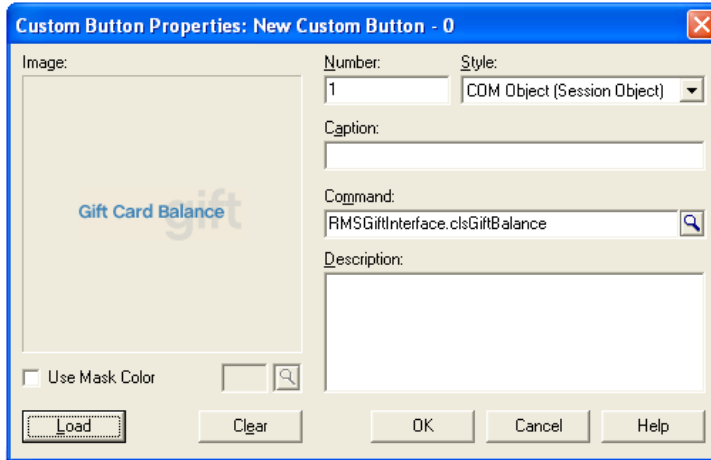 Custom Button Properties: New Custom Button - 0
Image:
Number:
Style:
1
COM Object (Session Object)
Caption:
gift
Gift Card Balance
Command:
RMSGiftInterface.clsGiftBalance
Description:
Use Mask Color
Load
Clear
OK
Cancel
Help